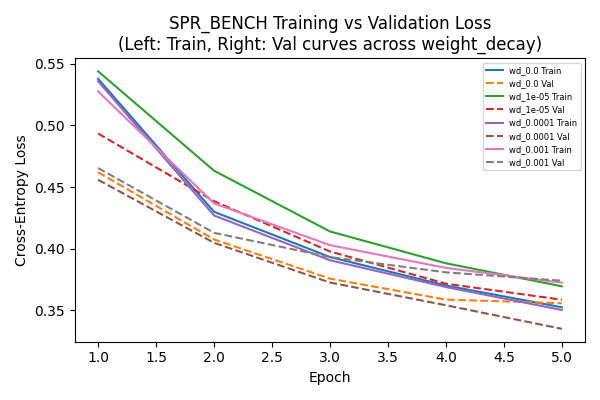 SPR_BENCH Training vs Validation Loss
(Left: Train, Right: Val curves across weight_decay)
Cross-Entropy Loss
0.55
0.50
0.45
0.40
0.35
wd_0.0 Train
wd_0.0 Val
wd_1e-05 Train
wd_1e-05 Val
wd_0.0001 Train
wd_0.0001 Val
wd_0.001 Train
wd_0.001 Val
1.0 1.5 2.0 2.5 3.0 3.5 4.0 4.5 5.0
Epoch